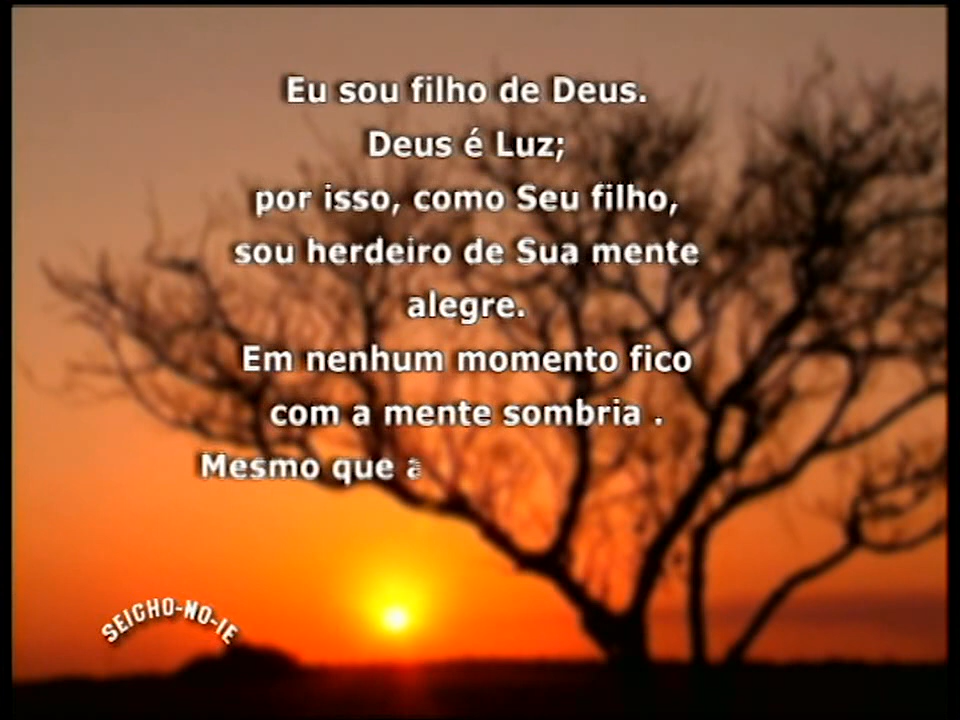 Eu sou filho de Deus.
Deus é Luz;
por isso, como Seu filho,
sou herdeiro de Sua mente
alegre.
Em nenhum momento fico
com a mente sombria .
Mesmo que a
SEICHO-NO-IE